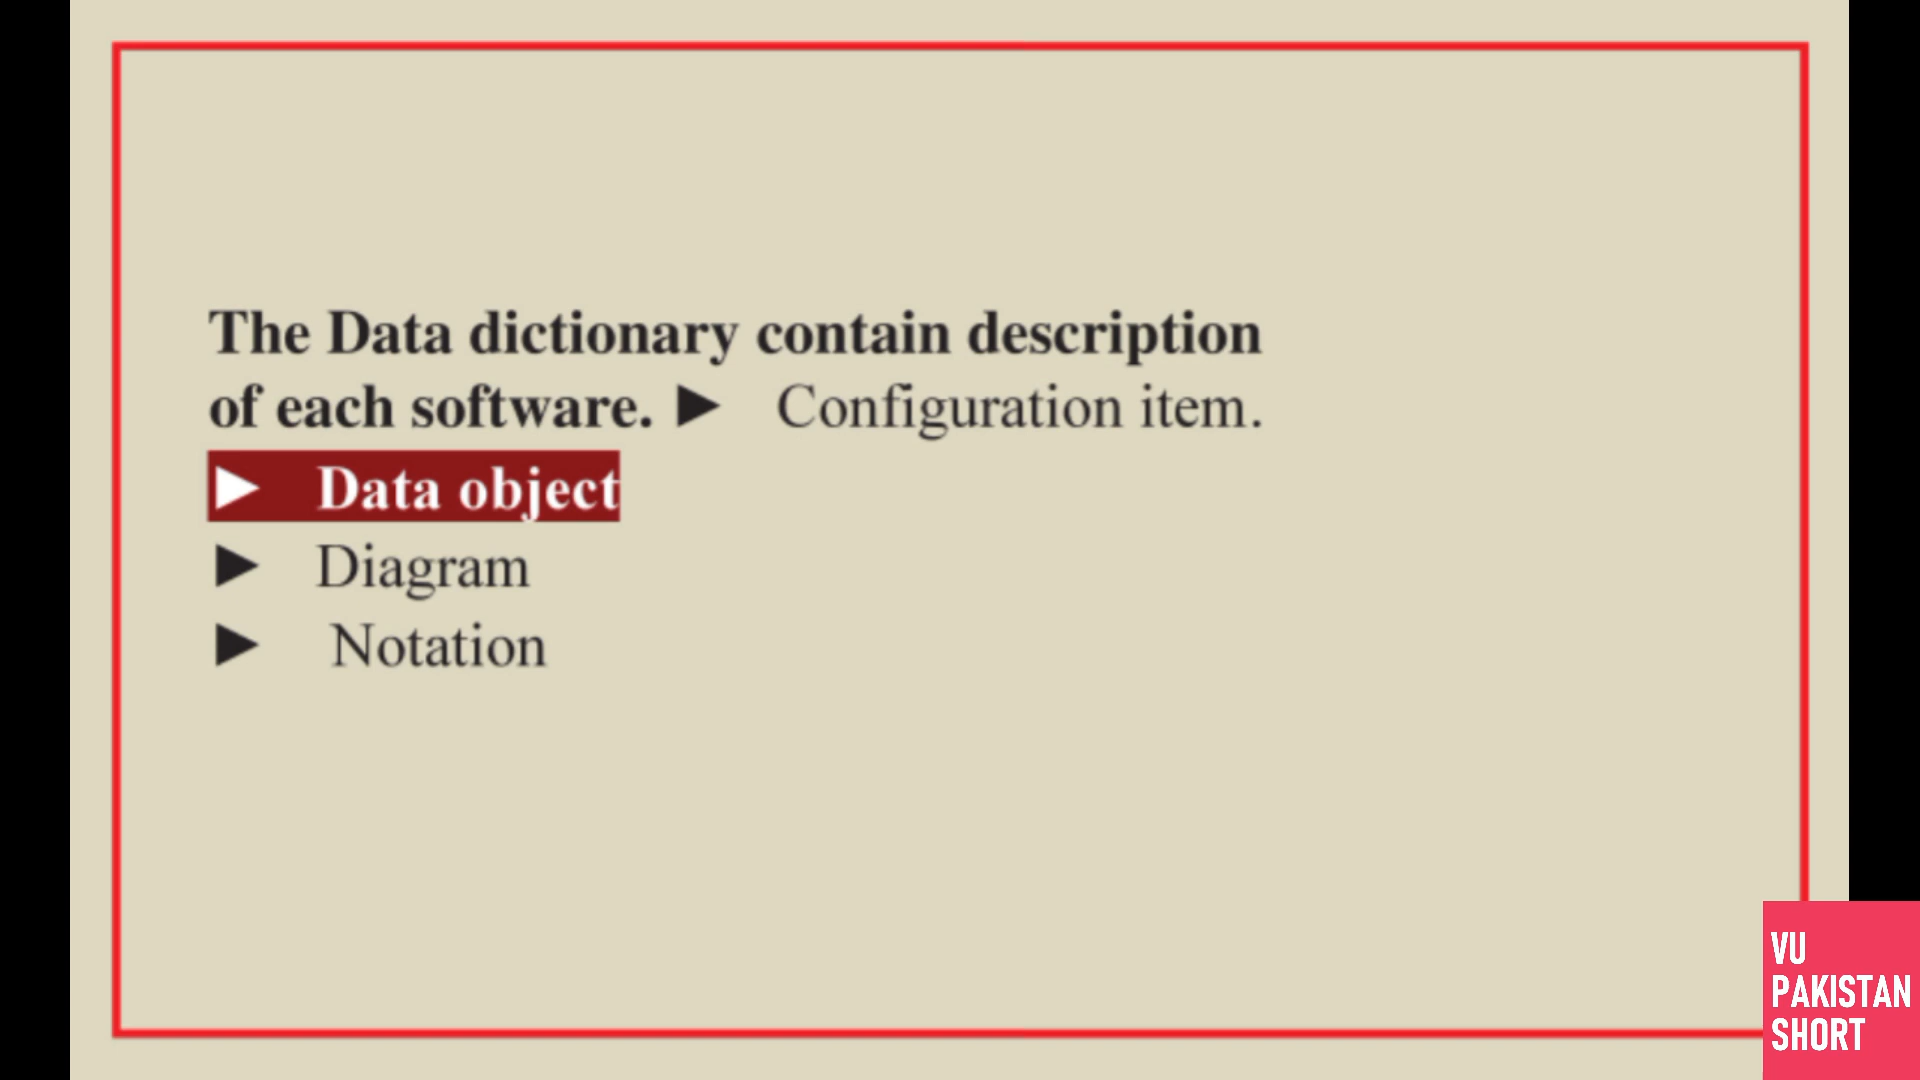 The Data dictionary contain description
of each software. ► Configuration item.
► Data object
► Diagram
► Notation
VU
PAKISTAN
SHORT